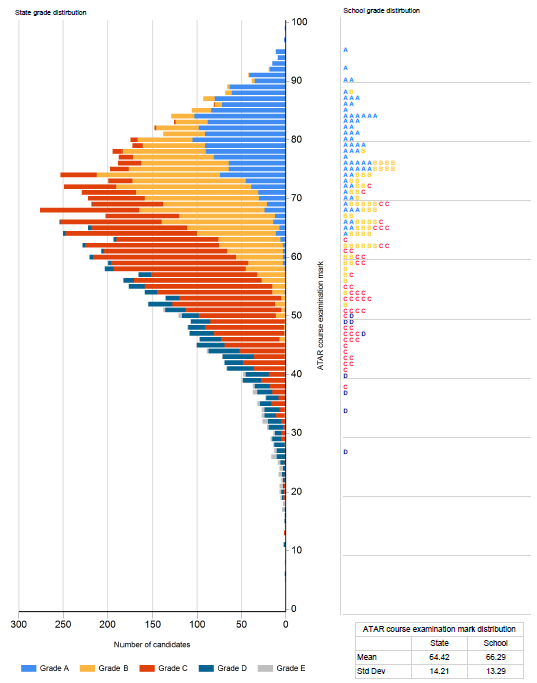 State grade distirbution
School grade distirbution
100
90
80
70
60
50
40
30
20
10
0
ATAR course examination mark
300 250 200 150 100 50 0
Number of candidates
Grade A Grade B Grade C Grade D Grade E
A
A
A A
A B
A A A
A A
A
A A A A A A
A A A
A A
A A
A A A A
A A A B
A
A A A A A B B B B
A A A A A B B B B
A A B B B
B B
A A B B C
A A B B
A B B B B C C
A A A B B B
B B
A A B B B B C
A A B B B C C C
A B B B B
C
B B B B B B C C
C C
B B C C
B B C C
B
B C
B
C C
B C C C
C C C C C
B
C C C C
C D
D D
C C
C C C D
C C C
C
C
C C
C C
C
D
C
D
D
D
ATAR course examination mark distribution
State School
Mean 64.42 66.29
Std Dev 14.21 13.29